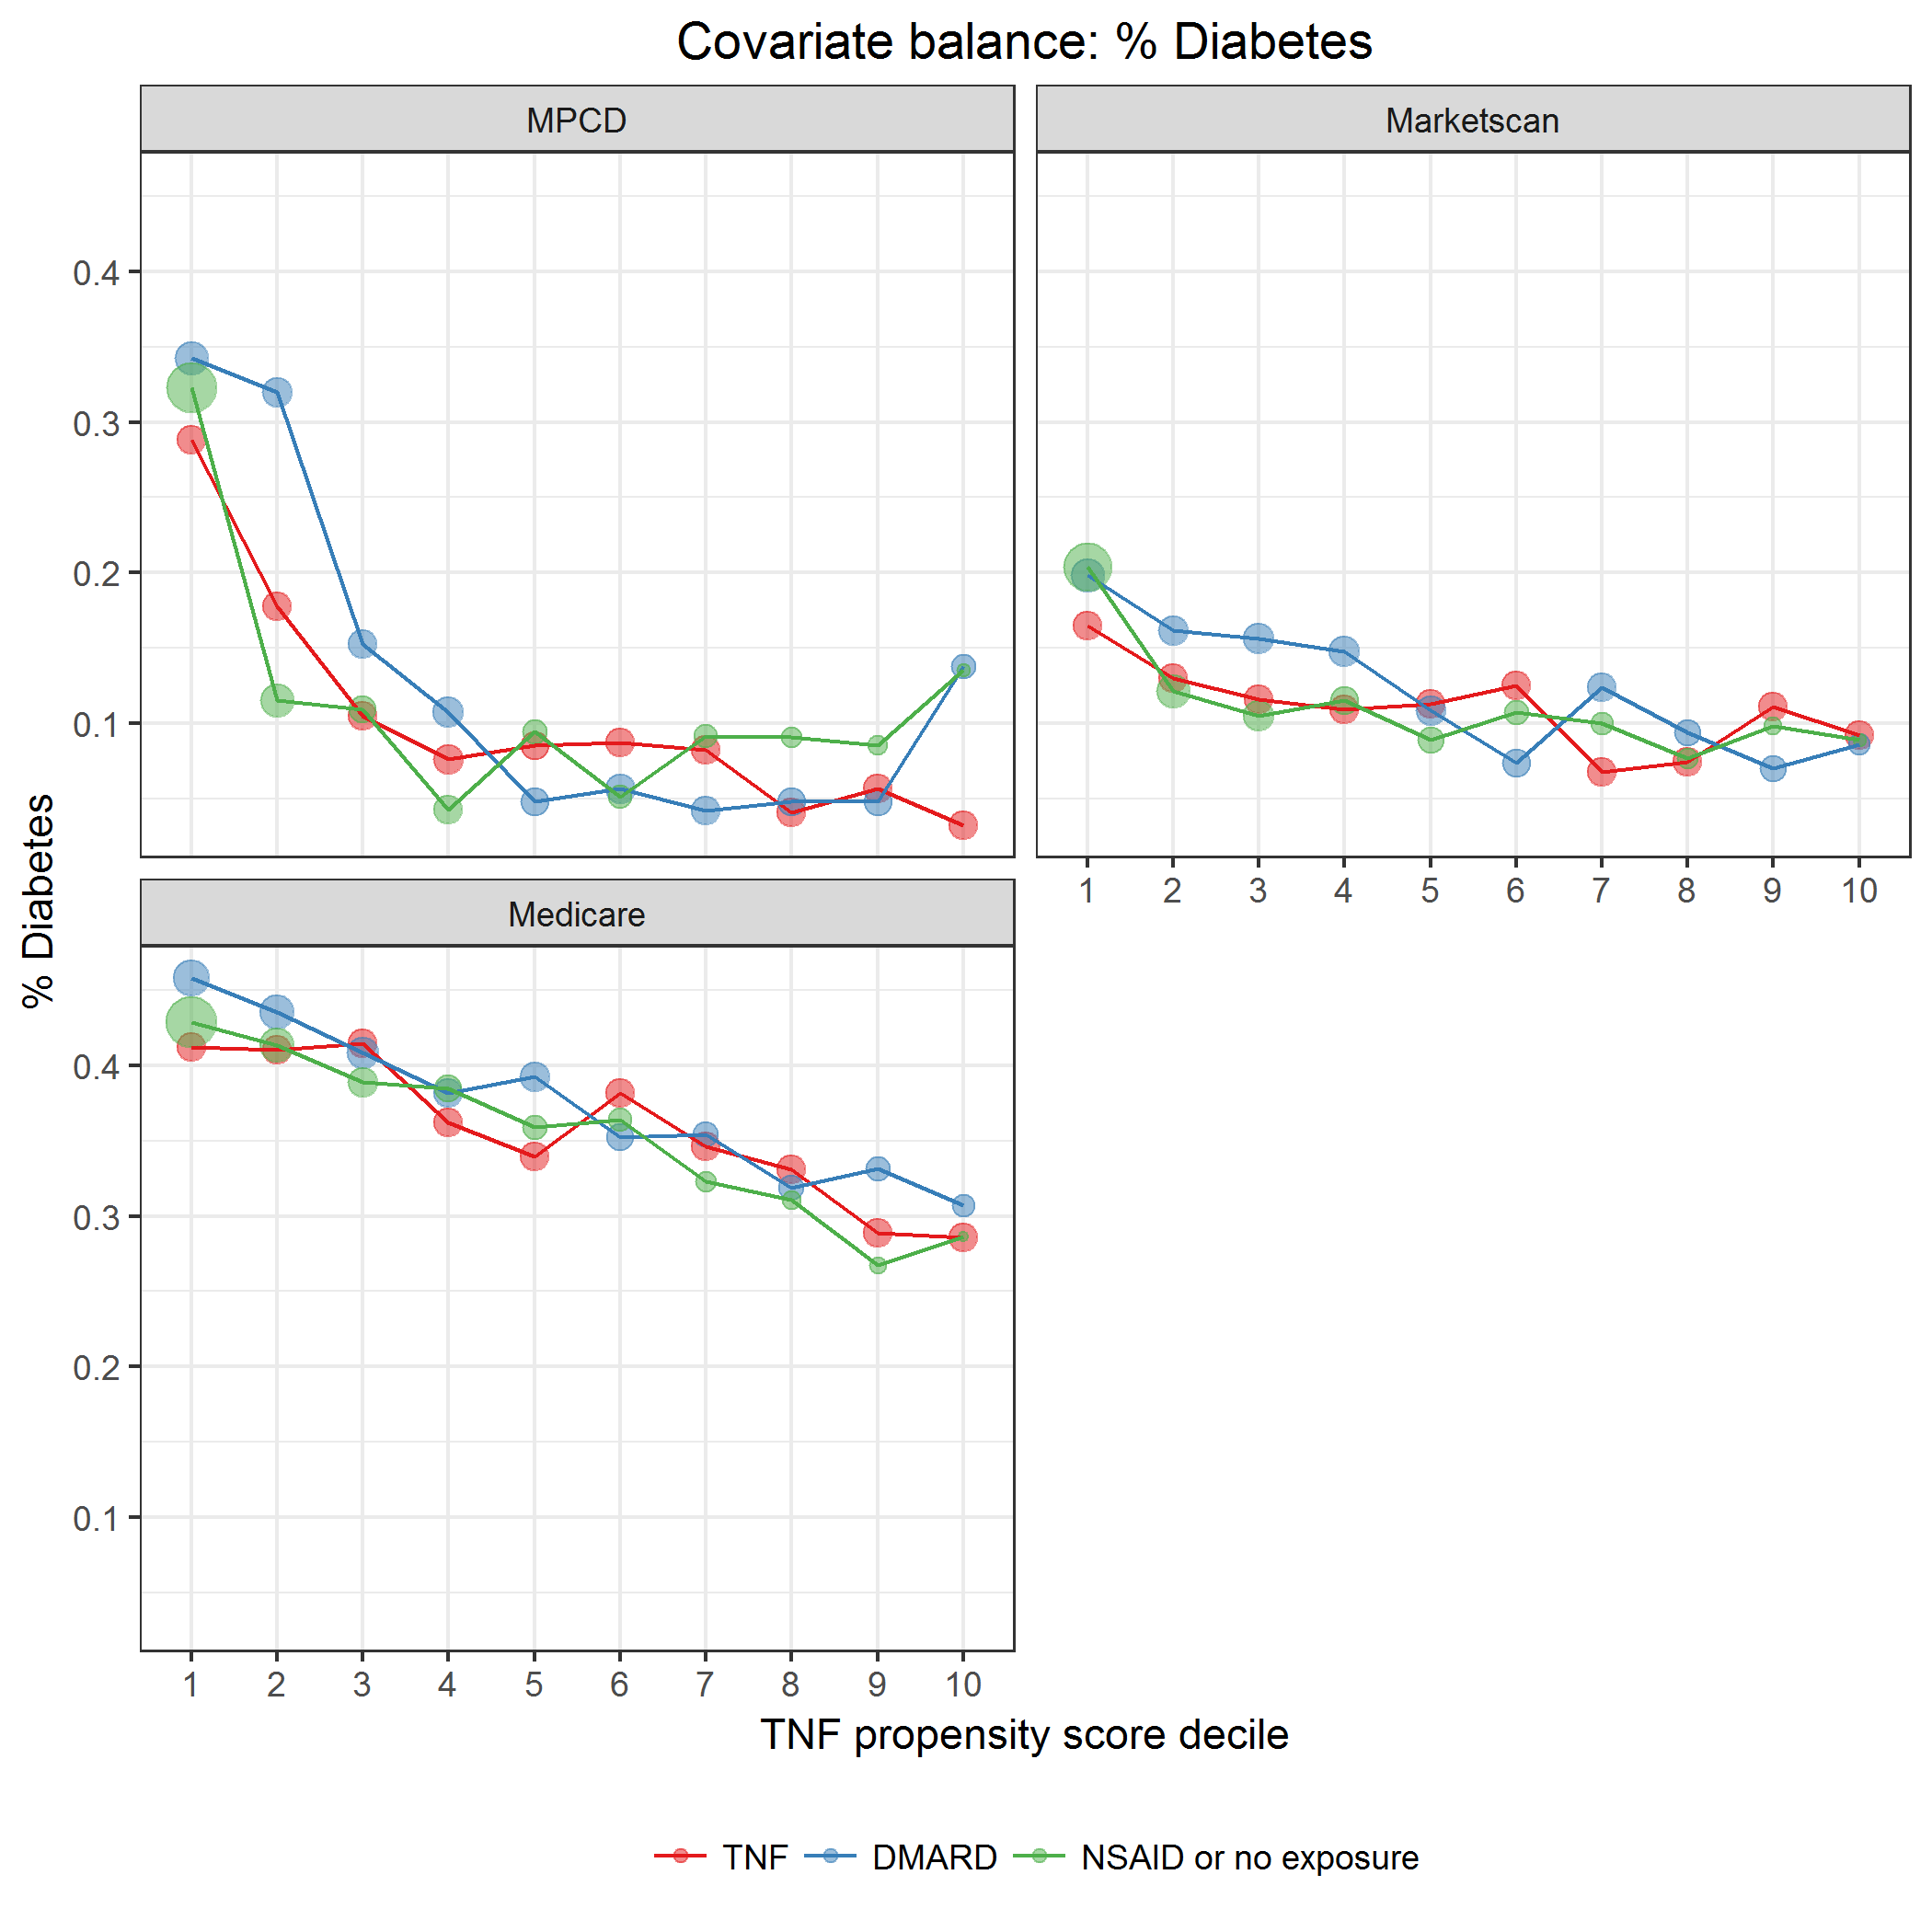 Covariate balance: % Diabetes
MPCD
Marketscan
0.4
0.3
0.2
0.1
1 2 3 4 5 6 7 8 9 10
Medicare
% Diabetes
0.4
0.3
0.2
0.1
1 2 3 4 5 6 7 8 9 10
TNF propensity score decile
TNF DMARD NSAID or no exposure